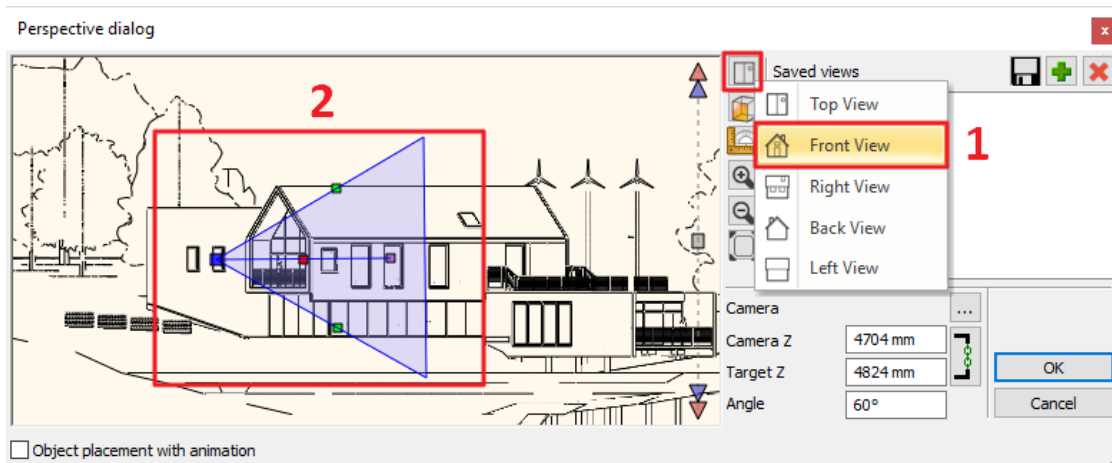 Perspective dialog
x
2
Saved views
Top View
Front View
1
Right View
Back View
Left View
Camera
...
Camera Z
4704 mm
Target Z
4824 mm
OK
Angle
60°
Cancel
Object placement with animation